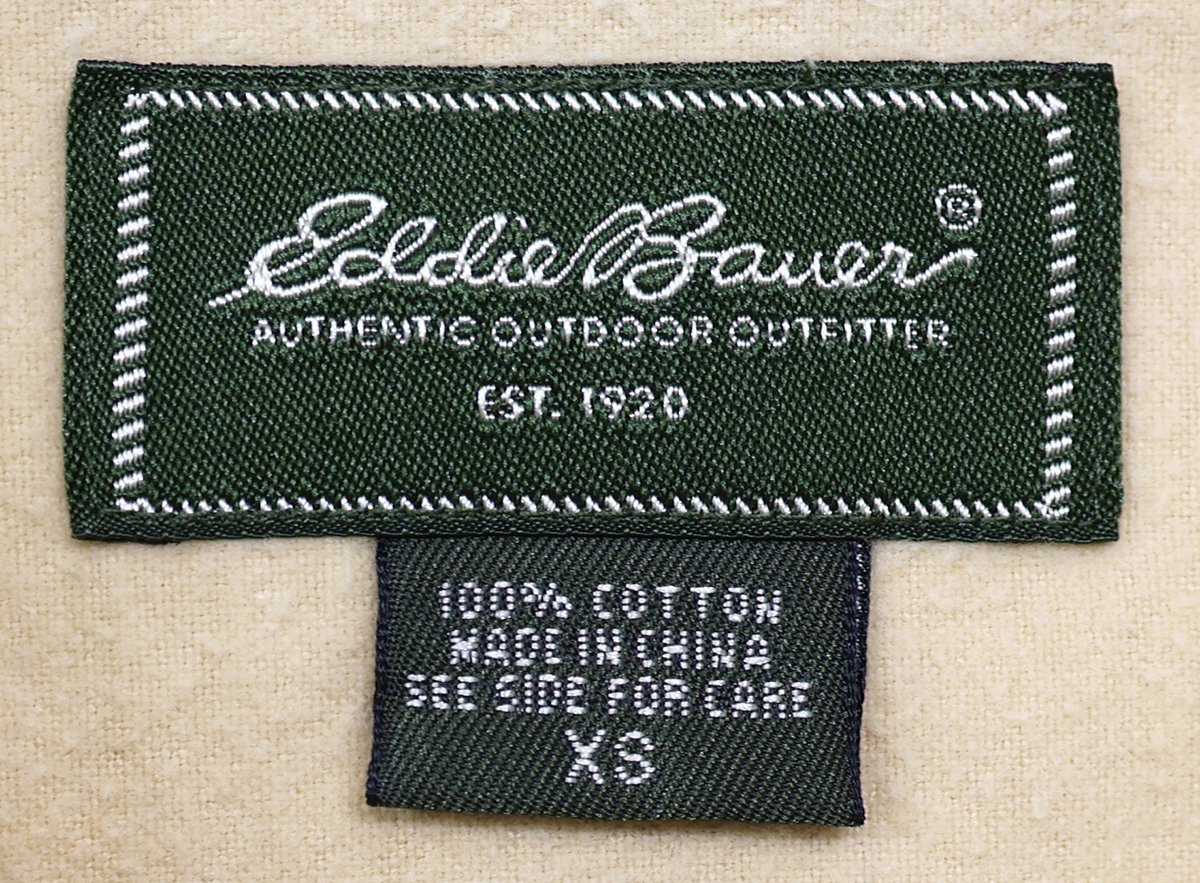 Eddie Bauer®
AUTHENTIC OUTDOOR OUTFITTER
EST. 1920
100% COTTON
MADE IN CHINA
SEE SIDE FOR CARE
XS